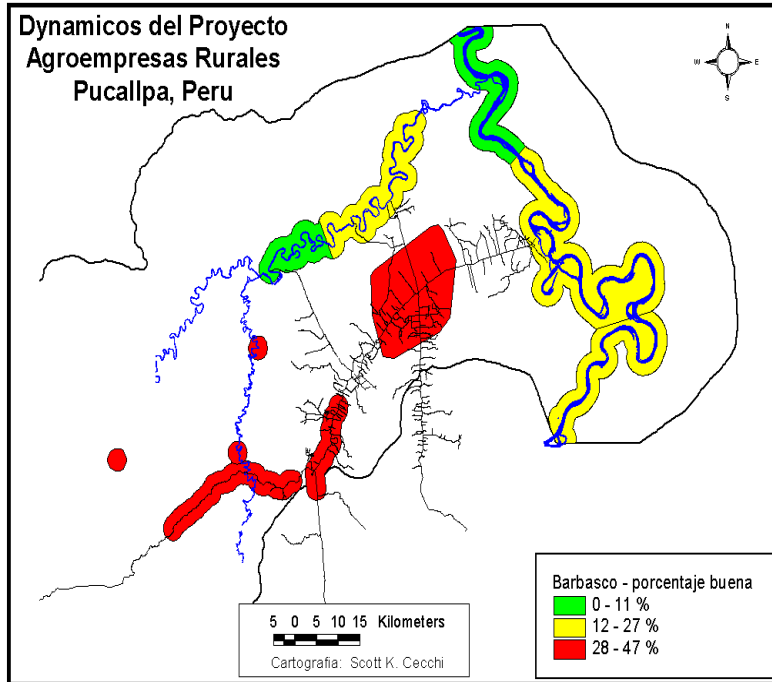 Dynamicos del Proyecto
Agroempresas Rurales
Pucallpa, Peru
N
W E
S
Barbasco - porcentaje buena
0 - 11 %
12 - 27 %
28 - 47 %
5 0 5 10 15 Kilometers
Cartografia: Scott K. Cecchi